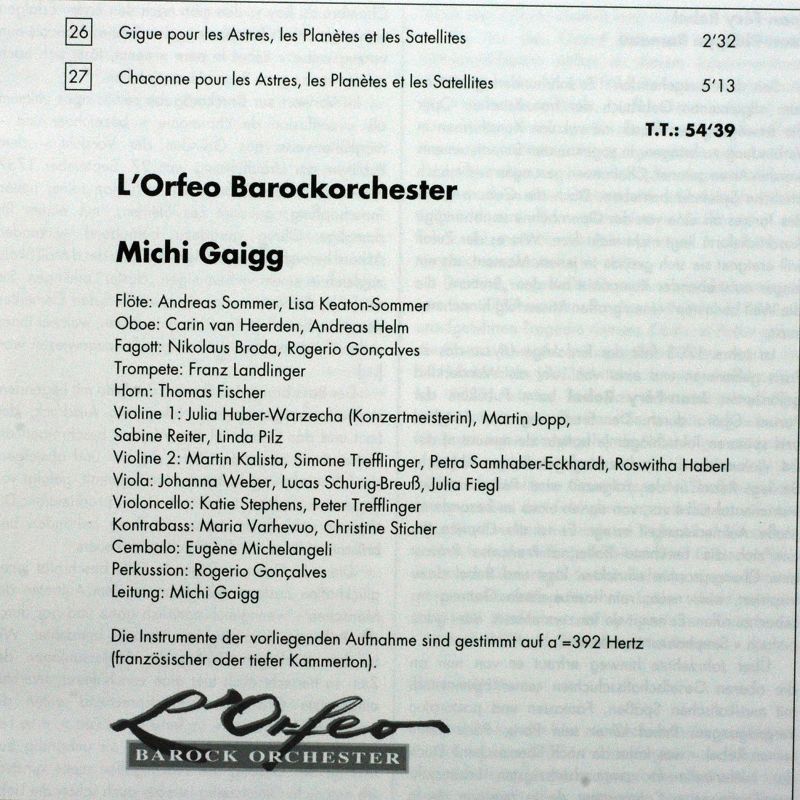 26 Gigue pour les Astres, les Planètes et les Satellites 2’32
27 Chaconne pour les Astres, les Planètes et les Satellites 5’13
T.T.: 54’39
L’Orfeo Barockorchester
Michi Gaigg
Flöte: Andreas Sommer, Lisa Keaton-Sommer
Oboe: Carin van Heerden, Andreas Helm
Fagott: Nikolaus Broda, Rogerio Gonçalves
Trompete: Franz Landlinger
Horn: Thomas Fischer
Violine 1: Julia Huber-Warzecha (Konzertmeisterin), Martin Jopp,
Sabine Reiter, Linda Pilz
Violine 2: Martin Kalista, Simone Trefflinger, Petra Samhaber-Eckhardt, Roswitha Haberl
Viola: Johanna Weber, Lucas Schurig-Breuß, Julia Fiegl
Violoncello: Katie Stephens, Peter Trefflinger
Kontrabass: Maria Varhevuo, Christine Sticher
Cembalo: Eugène Michelangeli
Perkussion: Rogerio Gonçalves
Leitung: Michi Gaigg
Die Instrumente der vorliegenden Aufnahme sind gestimmt auf a’=392 Hertz
(französischer oder tiefer Kammerton).
L’Orfeo
BAROCK ORCHESTER